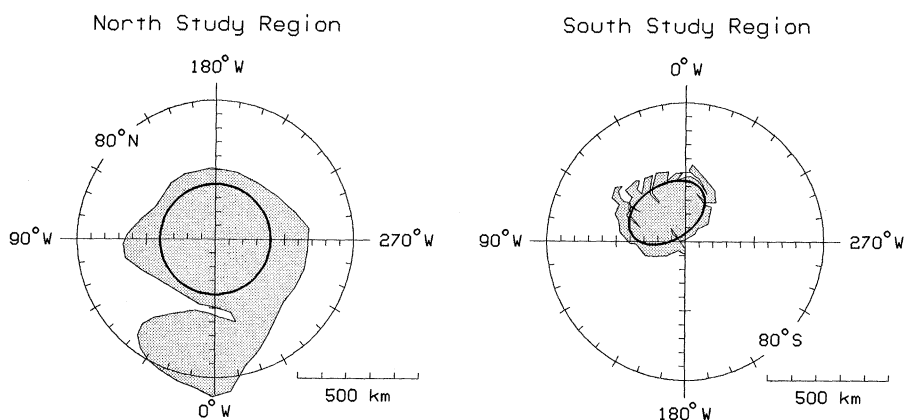 North Study Region
180°W
80°N
90°W
270°W
0°W
500 km
South Study Region
0°W
90°W
270°W
80°S
180°W
500 km